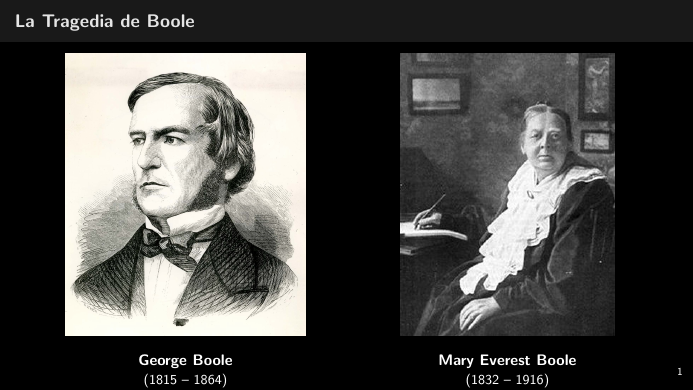 La Tragedia de Boole
George Boole
(1815 – 1864)
Mary Everest Boole
(1832 – 1916)
1